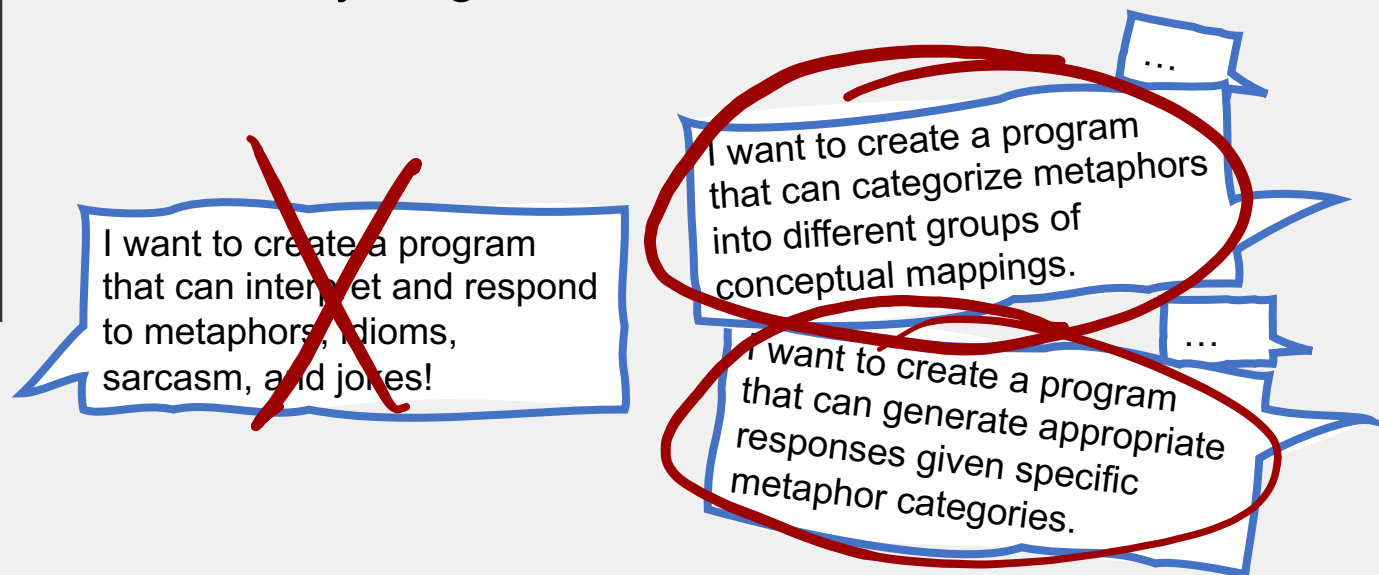 I want to create a program
that can interpret and respond
to metaphors, idioms,
sarcasm, and jokes!
…
I want to create a program
that can categorize metaphors
into different groups of
conceptual mappings.
…
I want to create a program
that can generate appropriate
responses given specific
metaphor categories.